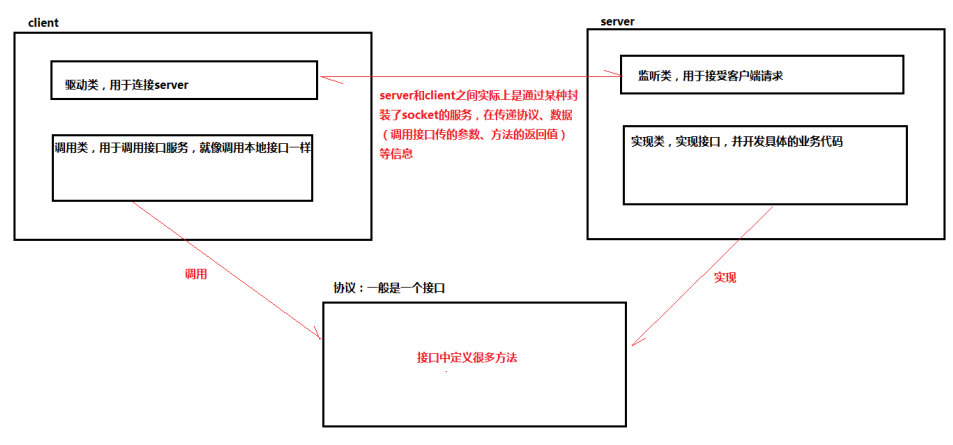 client
server
驱动类，用于连接server
监听类，用于接受客户端请求
server和client之间实际上是通过某种封
装了socket的服务，在传递协议、数据
（调用接口传的参数、方法的返回值）
等信息
调用类，用于调用接口服务，就像调用本地接口一样
实现类，实现接口，并开发具体的业务代码
调用
实现
协议：一般是一个接口
接口中定义很多方法